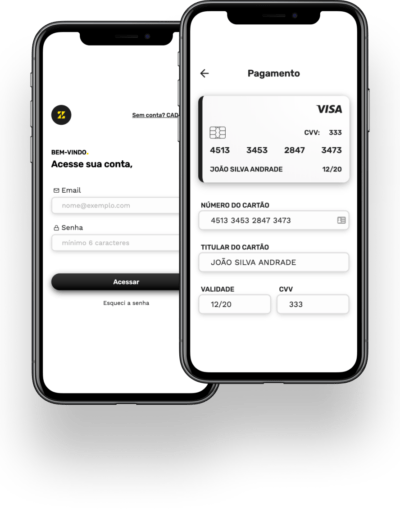 Sem conta? CAD
BEM-VINDO.
Acesse sua conta,
Email
nome@exemplo.com
Senha
mínimo 6 caracteres
Acessar
Esqueci a senha
Pagamento
VISA
CVV: 333
4513 3453 2847 3473
JOÃO SILVA ANDRADE 12/20
NÚMERO DO CARTÃO
4513 3453 2847 3473
TITULAR DO CARTÃO
JOÃO SILVA ANDRADE
VALIDADE CVV
12/20 333